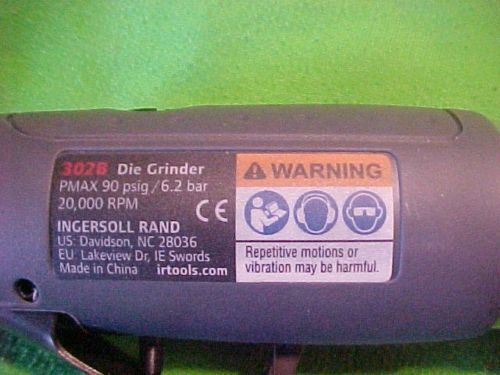 302B Die Grinder
PMAX 90 psig/6.2 bar
20,000 RPM
CE
INGERSOLL RAND
US: Davidson, NC 28036
EU: Lakeview Dr, IE Swords
Made in China irtools.com
WARNING
Repetitive motions or
vibration may be harmful.